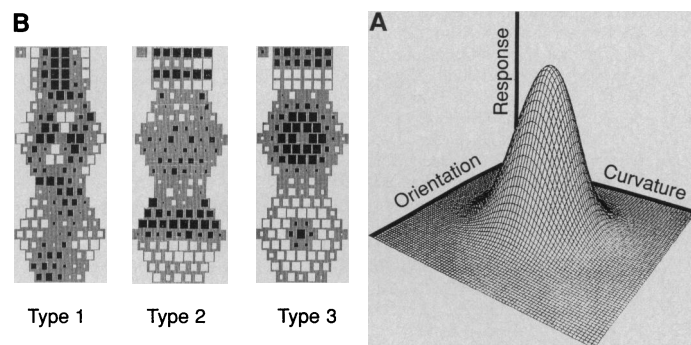 B
Type 1
Type 2
Type 3
A
Response
Orientation
Curvature